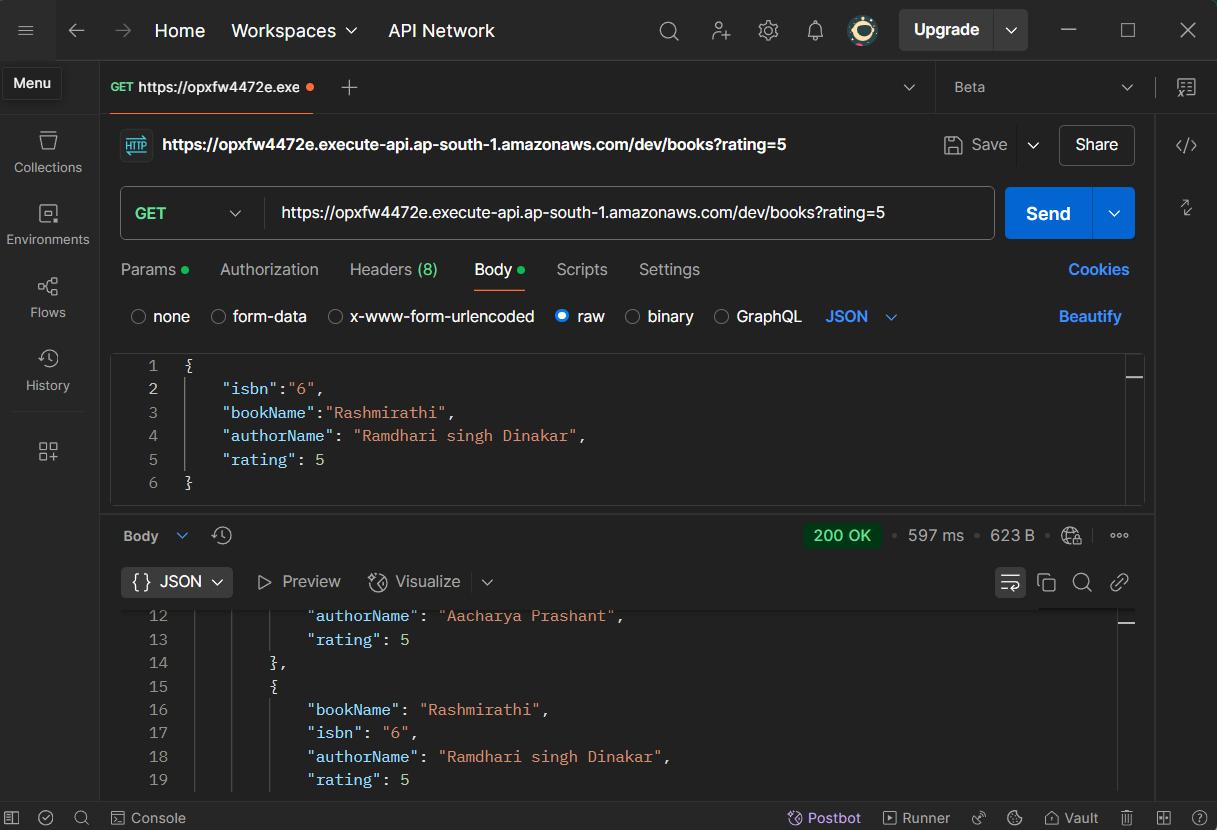 Home Workspaces API Network Upgrade
Menu
GET https://opxfw4472e.exe
Beta
HTTP https://opxfw4472e.execute-api.ap-south-1.amazonaws.com/dev/books?rating=5 Save Share
GET https://opxfw4472e.execute-api.ap-south-1.amazonaws.com/dev/books?rating=5 Send
Collections
Environments
Flows
History
Params Authorization Headers (8) Body Scripts Settings Cookies
none form-data x-www-form-urlencoded raw binary GraphQL JSON Beautify
1 {
2 "isbn":"6",
3 "bookName":"Rashmirathi",
4 "authorName": "Ramdhari singh Dinakar",
5 "rating": 5
6 }
Body 200 OK 597 ms 623 B
{} JSON Preview Visualize
12 "authorName": "Aacharya Prashant",
13 "rating": 5
14 },
15 {
16 "bookName": "Rashmirathi",
17 "isbn": "6",
18 "authorName": "Ramdhari singh Dinakar",
19 "rating": 5
Console Postbot Runner Vault